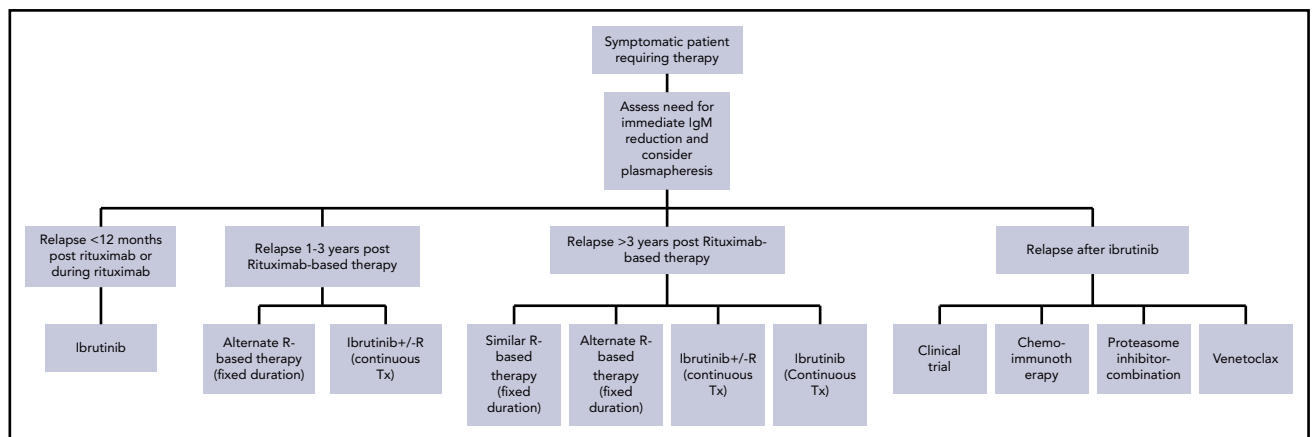 Symptomatic patient
requiring therapy
Assess need for
immediate IgM
reduction and
consider
plasmapheresis
Relapse <12 months
post rituximab or
during rituximab
Relapse 1-3 years post
Rituximab-based therapy
Relapse >3 years post Rituximab-
based therapy
Relapse after ibrutinib
Ibrutinib
Alternate R-
based therapy
(fixed duration)
Ibrutinib+/-R
(continuous
Tx)
Similar R-
based
therapy
(fixed
duration)
Alternate R-
based
therapy
(fixed
duration)
Ibrutinib+/-R
(continuous
Tx)
Ibrutinib
(Continuous
Tx)
Clinical
trial
Chemo-
immunoth
erapy
Proteasome
inhibitor-
combination
Venetoclax